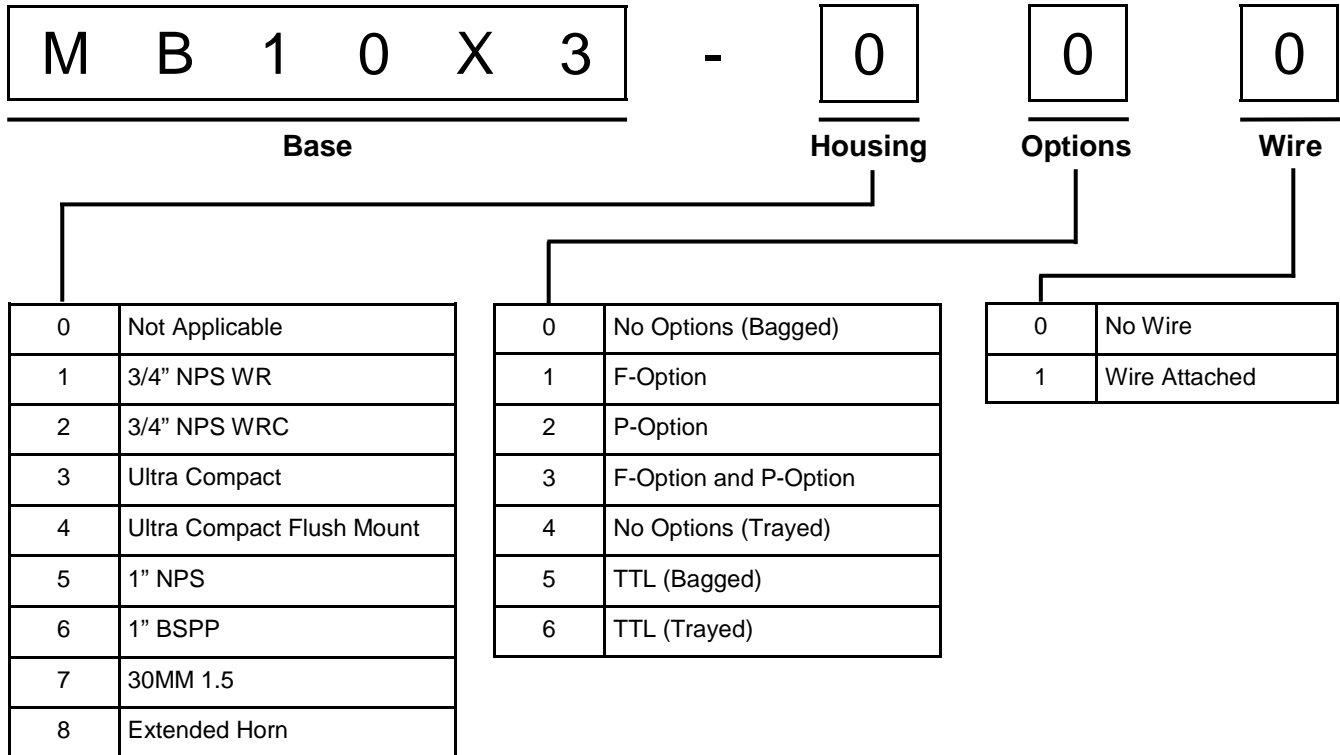 M B 1 0 X 3 - 0 0 0
Base Housing Options Wire
0 Not Applicable
1 3/4” NPS WR
2 3/4” NPS WRC
3 Ultra Compact
4 Ultra Compact Flush Mount
5 1” NPS
6 1” BSPP
7 30MM 1.5
8 Extended Horn
0 No Options (Bagged)
1 F-Option
2 P-Option
3 F-Option and P-Option
4 No Options (Trayed)
5 TTL (Bagged)
6 TTL (Trayed)
0 No Wire
1 Wire Attached